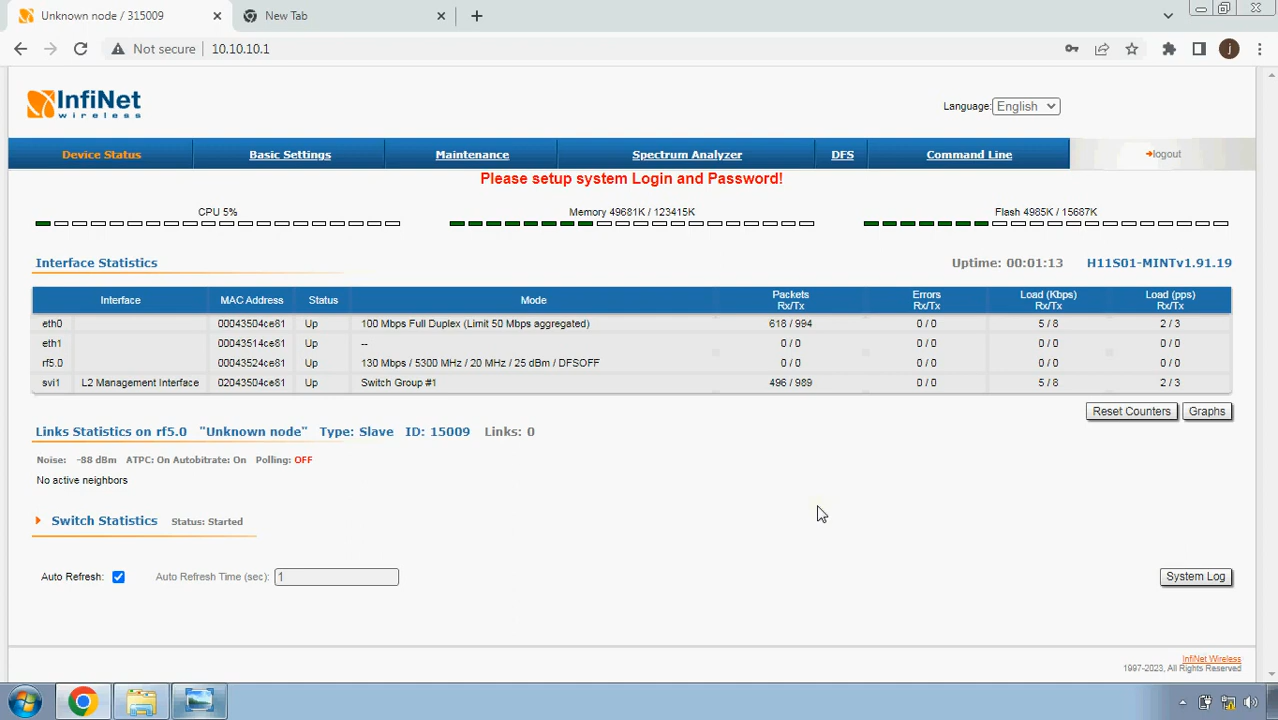 Unknown node / 315009
New Tab
Not secure
10.10.10.1
j
InfiNet
wireless
Language: English
Device Status
Basic Settings
Maintenance
Spectrum Analyzer
DFS
Command Line
logout
Please setup system Login and Password!
CPU 5%
Memory 49681K / 123415K
Flash 4985K / 15687K
Interface Statistics
Uptime: 00:01:13
H11S01-MINTv1.91.19
Interface MAC Address Status Mode Packets Rx/Tx Errors Rx/Tx Load (Kbps) Rx/Tx Load (pps) Rx/Tx
eth0 00043504ce81 Up 100 Mbps Full Duplex (Limit 50 Mbps aggregated) 618 / 994 0 / 0 5 / 8 2 / 3
eth1 00043514ce81 Up -- 0 / 0 0 / 0 0 / 0 0 / 0
rf5.0 00043524ce81 Up 130 Mbps / 5300 MHz / 20 MHz / 25 dBm / DFSOFF 0 / 0 0 / 0 0 / 0 0 / 0
svi1 L2 Management Interface 02043504ce81 Up Switch Group #1 496 / 989 0 / 0 5 / 8 2 / 3
Reset Counters
Graphs
Links Statistics on rf5.0 "Unknown node" Type: Slave ID: 15009 Links: 0
Noise: -88 dBm ATPC: On Autobitrate: On Polling: OFF
No active neighbors
Switch Statistics Status: Started
Auto Refresh: Auto Refresh Time (sec): 1
System Log
InfiNet Wireless
1997-2023, All Rights Reserved